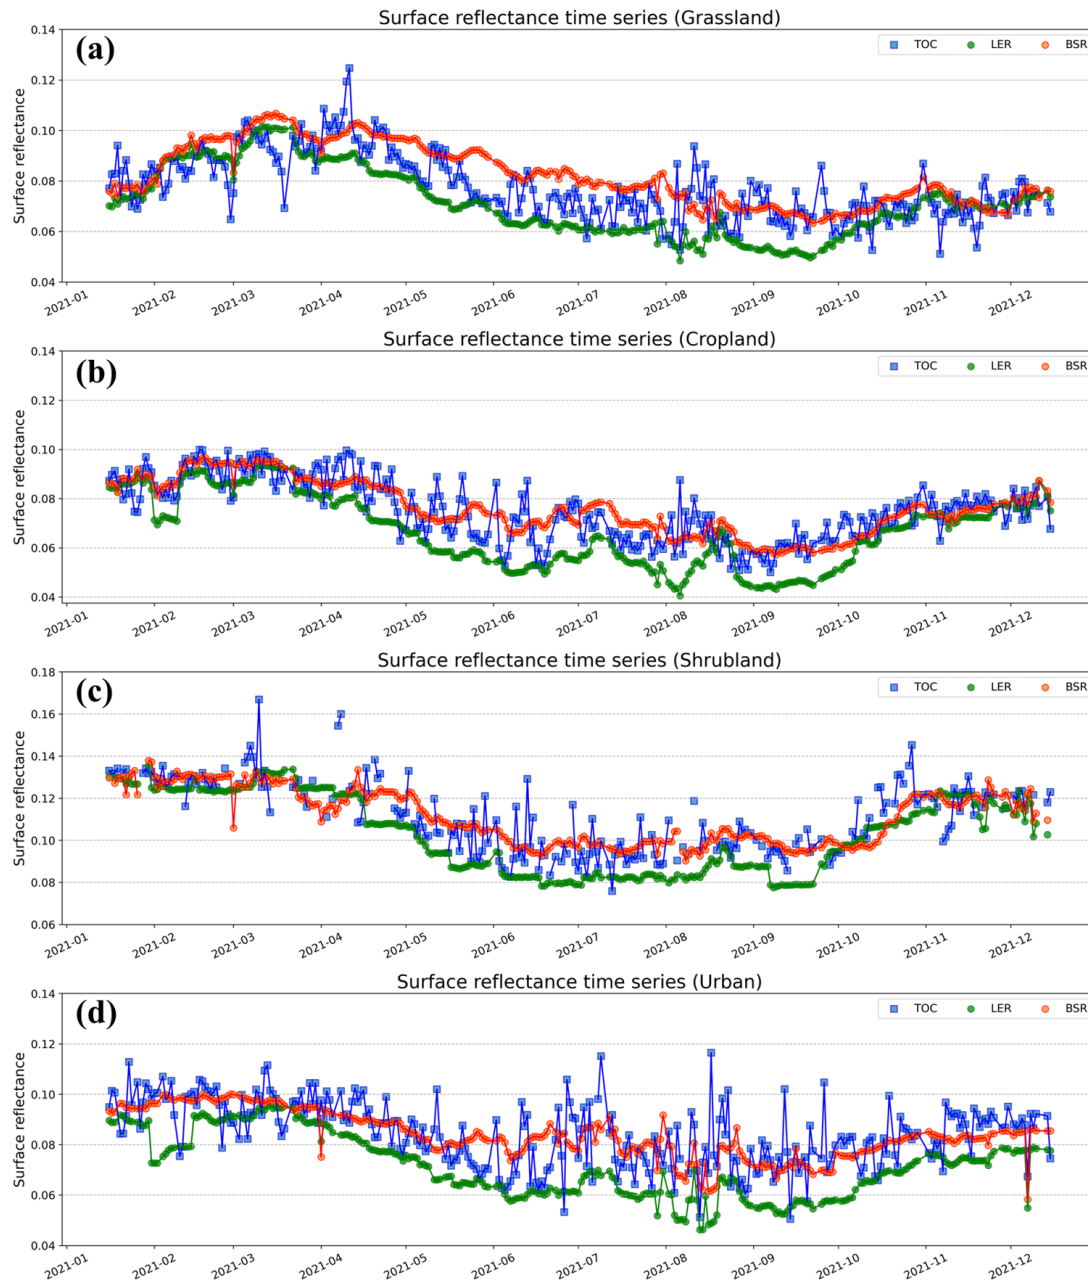 Surface reflectance time series (Grassland)
(a)
TOC LER BSR
Surface reflectance
0.14
0.12
0.10
0.08
0.06
0.04
2021-01 2021-02 2021-03 2021-04 2021-05 2021-06 2021-07 2021-08 2021-09 2021-10 2021-11 2021-12
Surface reflectance time series (Cropland)
(b)
TOC LER BSR
Surface reflectance
0.14
0.12
0.10
0.08
0.06
0.04
2021-01 2021-02 2021-03 2021-04 2021-05 2021-06 2021-07 2021-08 2021-09 2021-10 2021-11 2021-12
Surface reflectance time series (Shrubland)
(c)
TOC LER BSR
Surface reflectance
0.18
0.16
0.14
0.12
0.10
0.08
0.06
2021-01 2021-02 2021-03 2021-04 2021-05 2021-06 2021-07 2021-08 2021-09 2021-10 2021-11 2021-12
Surface reflectance time series (Urban)
(d)
TOC LER BSR
Surface reflectance
0.14
0.12
0.10
0.08
0.06
0.04
2021-01 2021-02 2021-03 2021-04 2021-05 2021-06 2021-07 2021-08 2021-09 2021-10 2021-11 2021-12